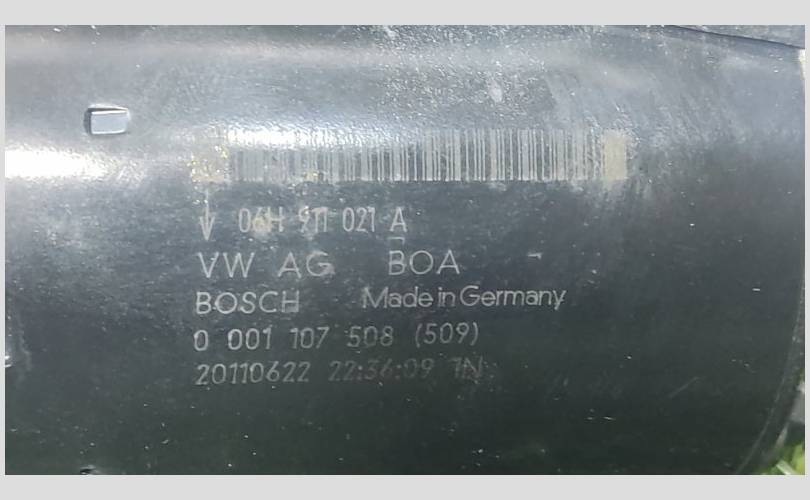 06H 911 021 A
VW AG BOA
BOSCH Made in Germany
0 001 107 508 (509)
20110622 22:36:09